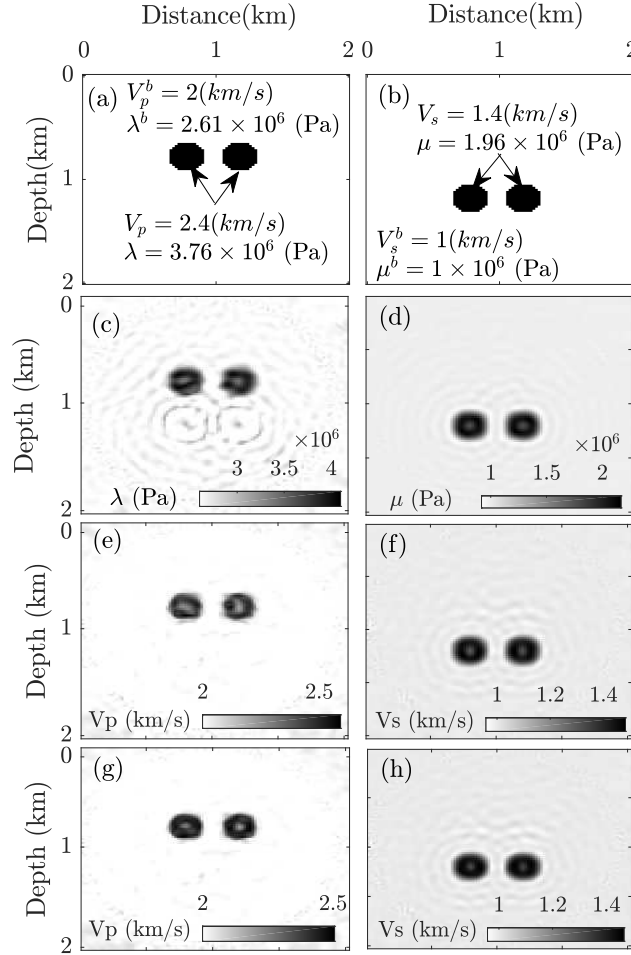 Distance(km) Distance(km)
0 1 2 0 1 2
0
(a) V_p^b = 2(km/s)
λ^b = 2.61 × 10^6 (Pa)
(b) V_s = 1.4(km/s)
μ = 1.96 × 10^6 (Pa)
Depth(km)
1
V_p = 2.4(km/s)
λ = 3.76 × 10^6 (Pa)
V_s^b = 1(km/s)
μ^b = 1 × 10^6 (Pa)
2
0
(c) (d)
Depth (km)
1
×10^6 ×10^6
3 3.5 4 1 1.5 2
λ (Pa) μ (Pa)
2
0
(e) (f)
Depth (km)
1
2 2.5 1 1.2 1.4
Vp (km/s) Vs (km/s)
2
0
(g) (h)
Depth (km)
1
2 2.5 1 1.2 1.4
Vp (km/s) Vs (km/s)
2